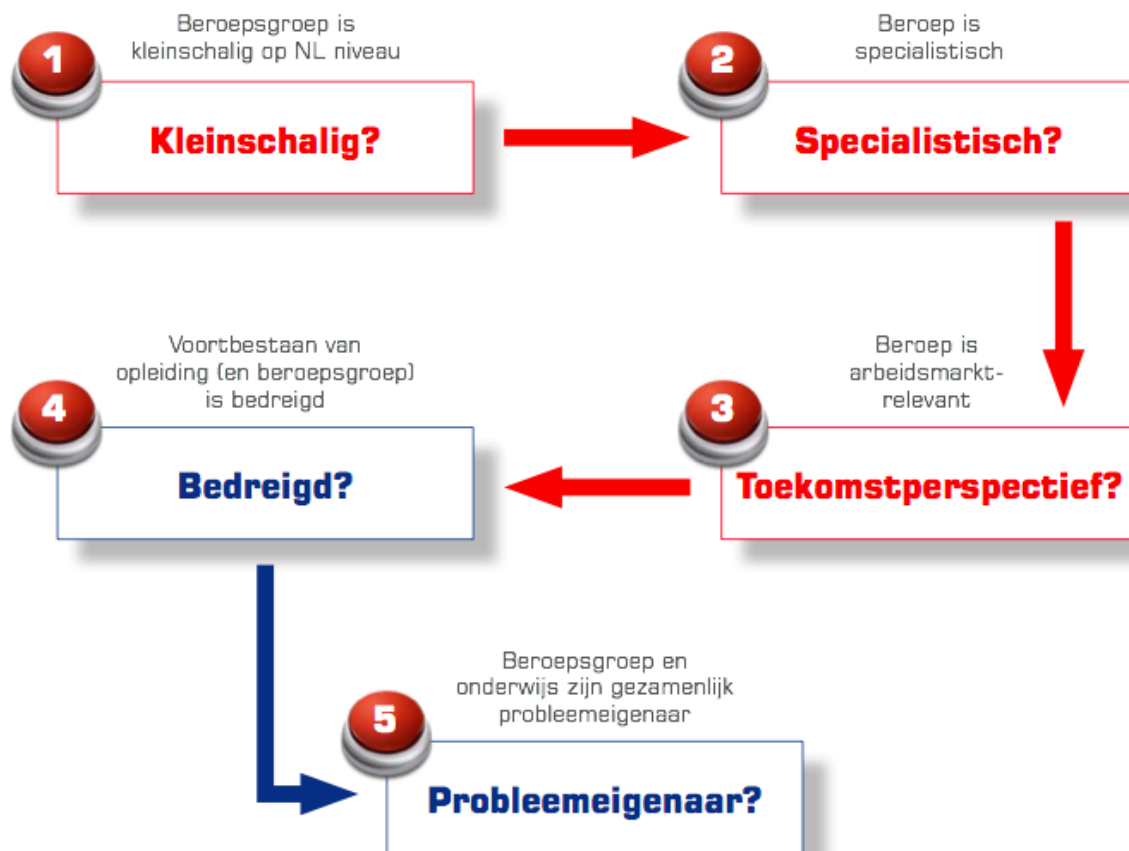 Beroepsgroep is
kleinschalig op NL niveau
1
Kleinschalig?
Beroep is
specialistisch
2
Specialistisch?
Beroep is
arbeidsmarkt-
relevant
3
Toekomstperspectief?
Voortbestaan van
opleiding (en beroepsgroep)
is bedreigd
4
Bedreigd?
Beroepsgroep en
onderwijs zijn gezamenlijk
probleemeigenaar
5
Probleemeigenaar?